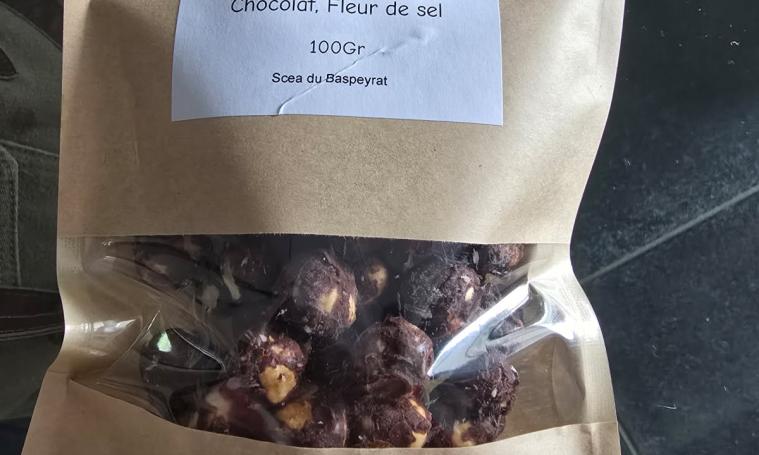 Chocolat, Fleur de sel
100Gr
Scea du Baspeyrat